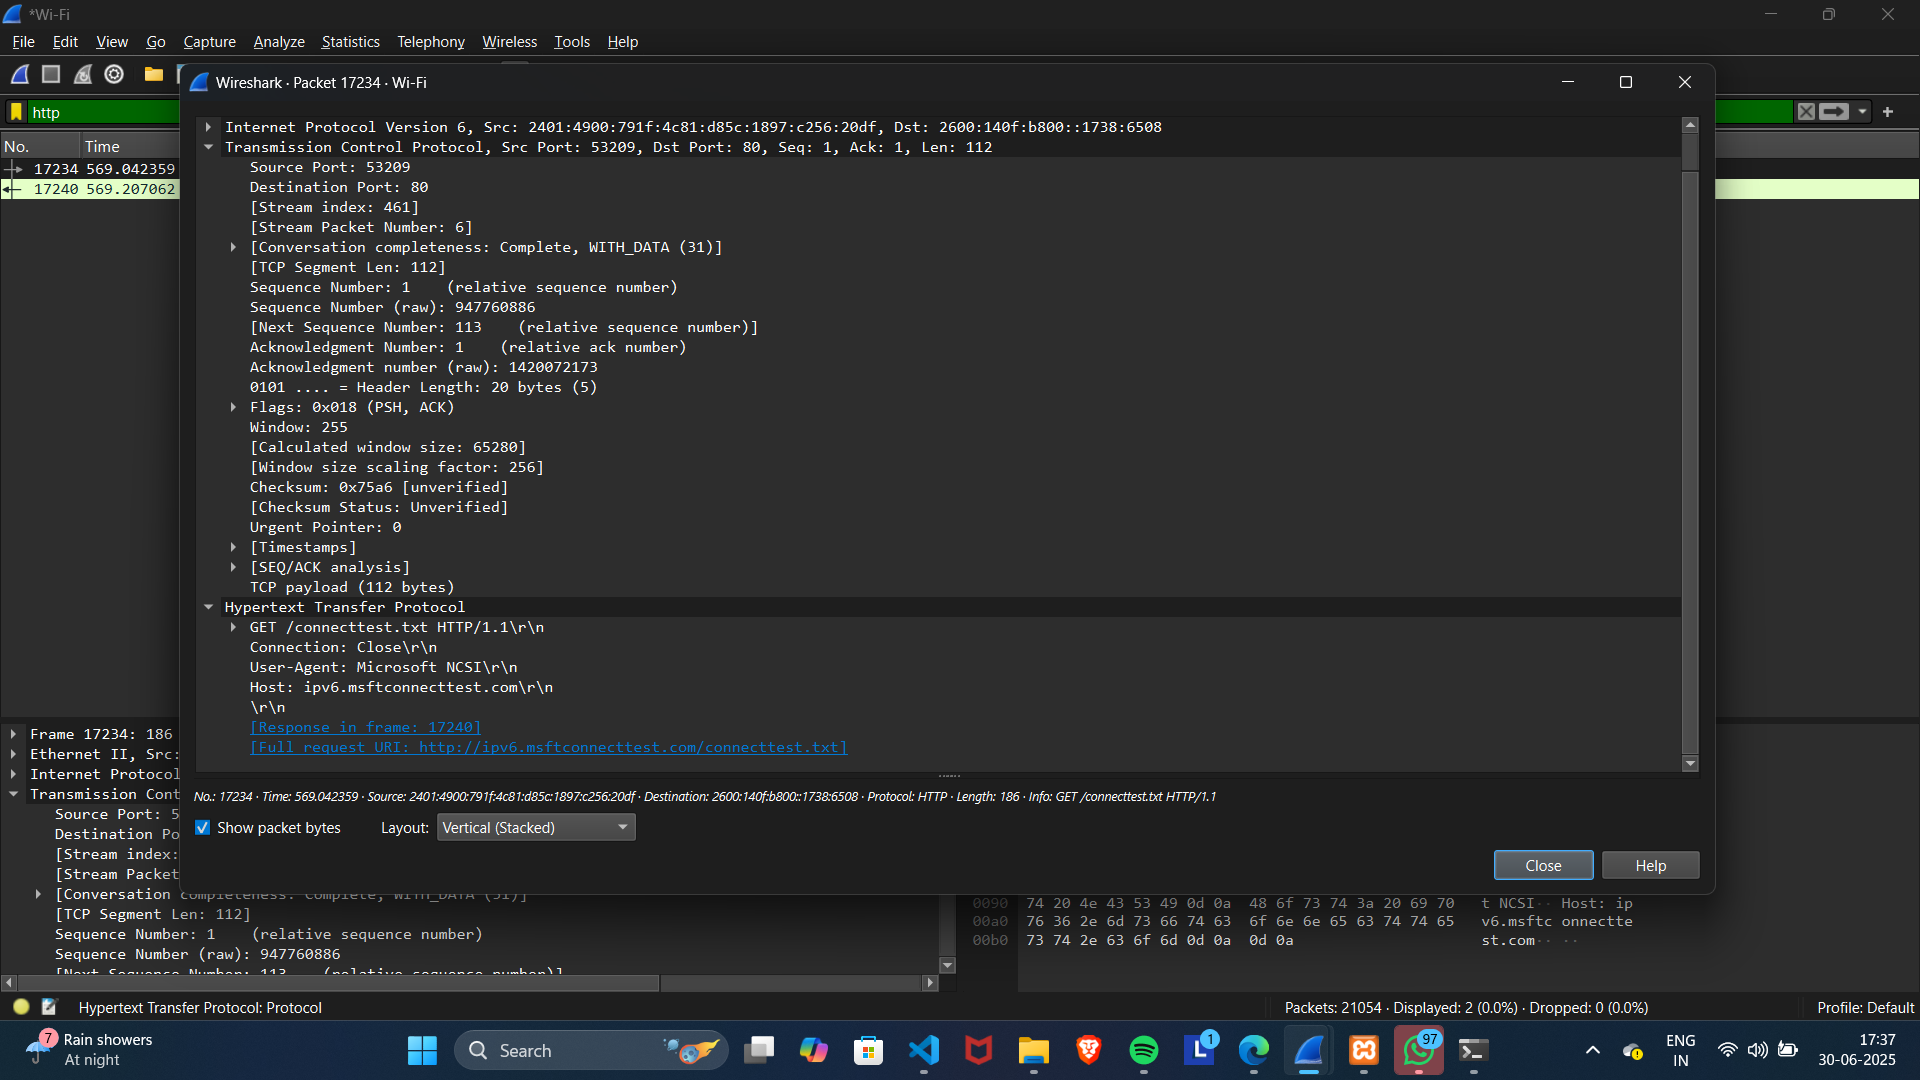 *Wi-Fi
File Edit View Go Capture Analyze Statistics Telephony Wireless Tools Help
Wireshark · Packet 17234 · Wi-Fi
http
No. Time
17234 569.042359
17240 569.207062
Internet Protocol Version 6, Src: 2401:4900:791f:4c81:d85c:1897:c256:20df, Dst: 2600:140f:b800::1738:6508
Transmission Control Protocol, Src Port: 53209, Dst Port: 80, Seq: 1, Ack: 1, Len: 112
Source Port: 53209
Destination Port: 80
[Stream index: 461]
[Stream Packet Number: 6]
[Conversation completeness: Complete, WITH_DATA (31)]
[TCP Segment Len: 112]
Sequence Number: 1    (relative sequence number)
Sequence Number (raw): 947760886
[Next Sequence Number: 113    (relative sequence number)]
Acknowledgment Number: 1    (relative ack number)
Acknowledgment number (raw): 1420072173
0101 .... = Header Length: 20 bytes (5)
Flags: 0x018 (PSH, ACK)
Window: 255
[Calculated window size: 65280]
[Window size scaling factor: 256]
Checksum: 0x75a6 [unverified]
[Checksum Status: Unverified]
Urgent Pointer: 0
[Timestamps]
[SEQ/ACK analysis]
TCP payload (112 bytes)
Hypertext Transfer Protocol
GET /connecttest.txt HTTP/1.1\r\n
Connection: Close\r\n
User-Agent: Microsoft NCSI\r\n
Host: ipv6.msftconnecttest.com\r\n
\r\n
[Response in frame: 17240]
[Full request URI: http://ipv6.msftconnecttest.com/connecttest.txt]
No.: 17234 · Time: 569.042359 · Source: 2401:4900:791f:4c81:d85c:1897:c256:20df · Destination: 2600:140f:b800::1738:6508 · Protocol: HTTP · Length: 186 · Info: GET /connecttest.txt HTTP/1.1
Show packet bytes Layout: Vertical (Stacked)
Close Help
Frame 17234: 186
Ethernet II, Src:
Internet Protocol
Transmission Cont
Source Port: 5
Destination Po
[Stream index:
[Stream Packet
[Conversation completeness: Complete, WITH_DATA (31)]
[TCP Segment Len: 112]
Sequence Number: 1    (relative sequence number)
Sequence Number (raw): 947760886
[Next Sequence Number: 113    (relative sequence number)]
0090 74 20 4e 43 53 49 0d 0a 48 6f 73 74 3a 20 69 70 t NCSI·· Host: ip
00a0 76 36 2e 6d 73 66 74 63 6f 6e 6e 65 63 74 74 65 v6.msftc onnectte
00b0 73 74 2e 63 6f 6d 0d 0a 0d 0a st.com·· ··
Hypertext Transfer Protocol: Protocol
Packets: 21054 · Displayed: 2 (0.0%) · Dropped: 0 (0.0%)
Profile: Default
7
Rain showers
At night
Search
1
97
ENG
IN
17:37
30-06-2025